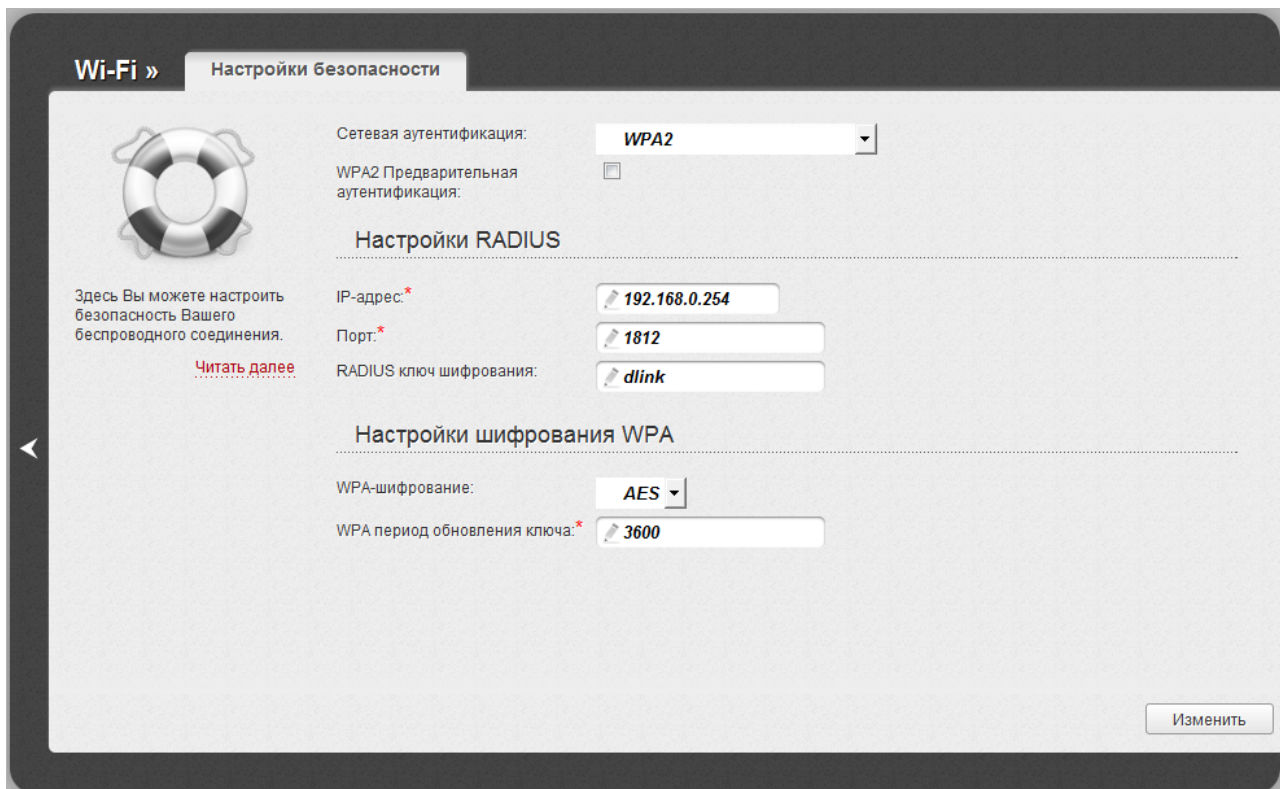 Wi-Fi » Настройки безопасности
Здесь Вы можете настроить
безопасность Вашего
беспроводного соединения.
Читать далее
Сетевая аутентификация: WPA2
WPA2 Предварительная
аутентификация:
Настройки RADIUS
IP-адрес:* 192.168.0.254
Порт:* 1812
RADIUS ключ шифрования: dlink
Настройки шифрования WPA
WPA-шифрование: AES
WPA период обновления ключа:* 3600
Изменить